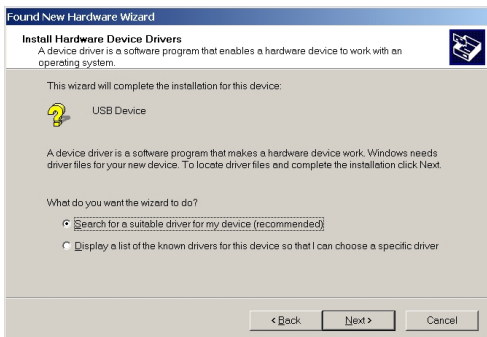 Found New Hardware Wizard
Install Hardware Device Drivers
A device driver is a software program that enables a hardware device to work with an
operating system.
This wizard will complete the installation for this device:
USB Device
A device driver is a software program that makes a hardware device work. Windows needs
driver files for your new device. To locate driver files and complete the installation click Next.
What do you want the wizard to do?
Search for a suitable driver for my device (recommended)
Display a list of the known drivers for this device so that I can choose a specific driver
< Back Next > Cancel